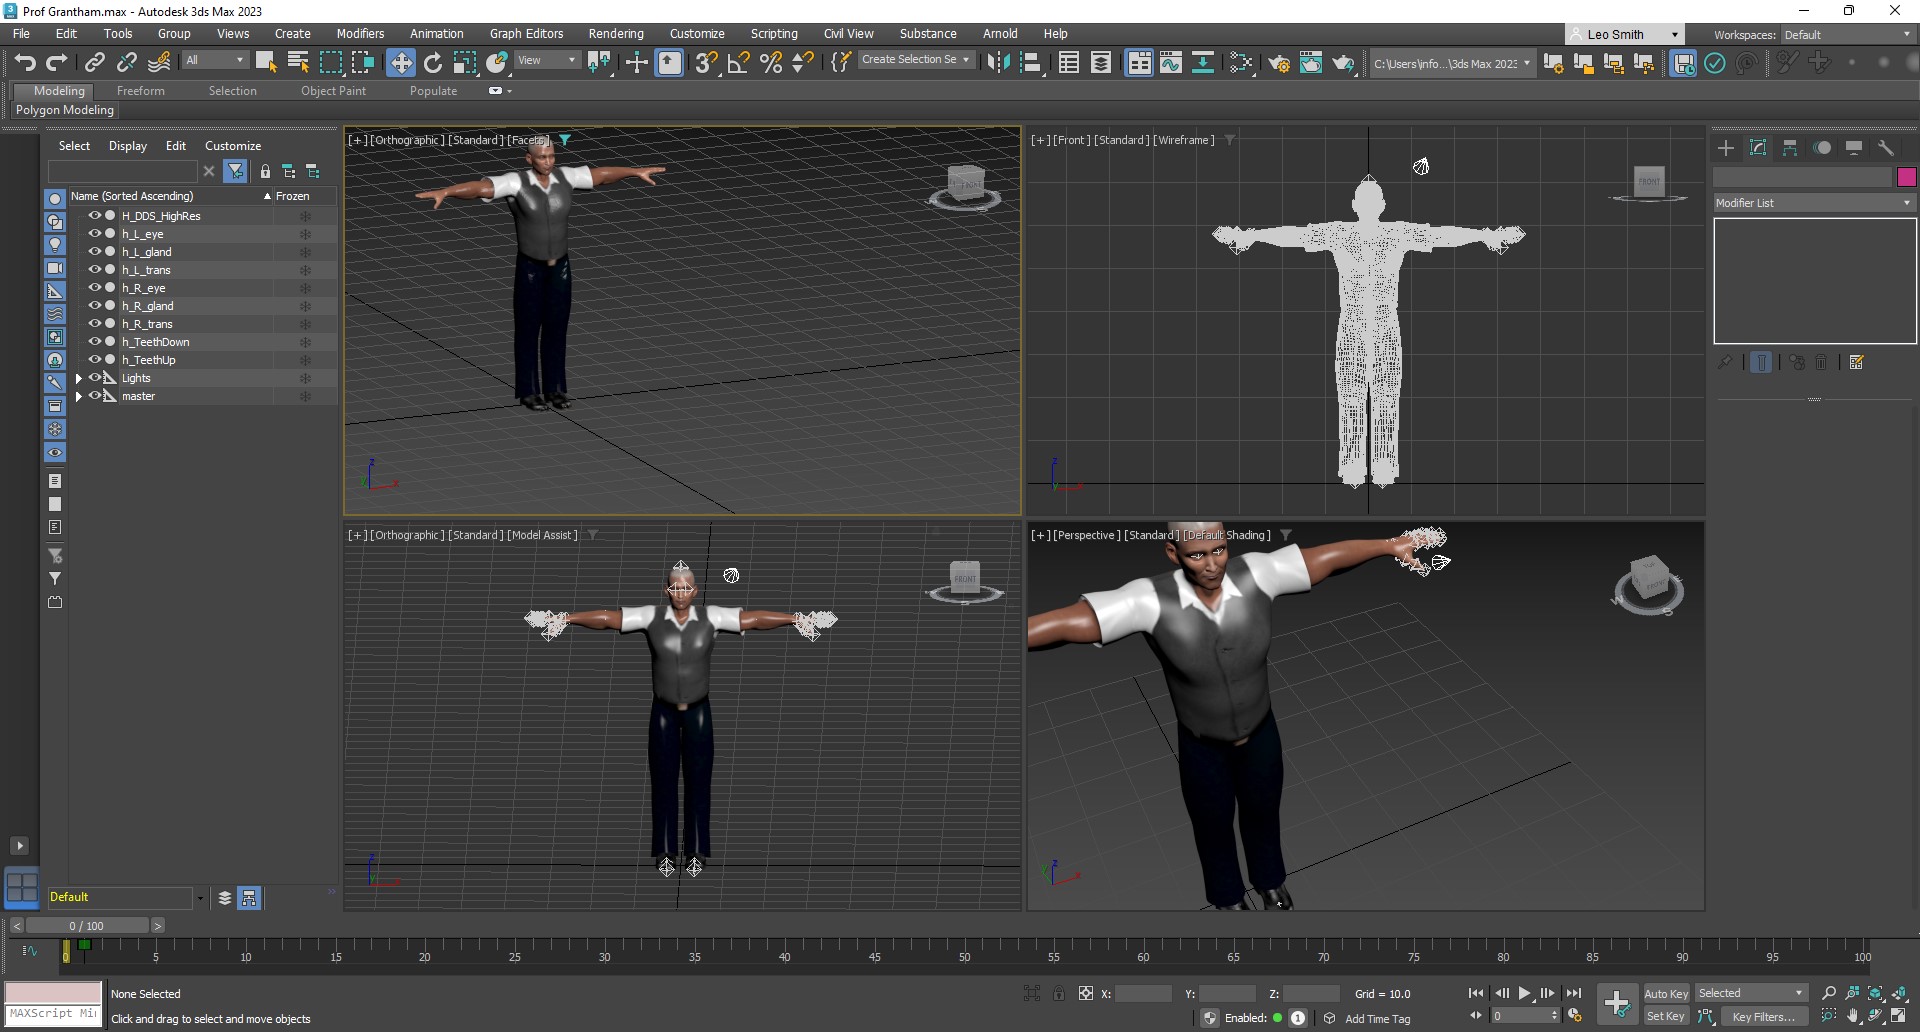 Prof Grantham.max - Autodesk 3ds Max 2023
File Edit Tools Group Views Create Modifiers Animation Graph Editors Rendering Customize Scripting Civil View Substance Arnold Help Leo Smith Workspaces: Default
All View Create Selection Se C:\Users\info...\3ds Max 2023
Modeling Freeform Selection Object Paint Populate
Polygon Modeling
Select Display Edit Customize
Name (Sorted Ascending) Frozen
H_DDS_HighRes
h_L_eye
h_L_gland
h_L_trans
h_R_eye
h_R_gland
h_R_trans
h_TeethDown
h_TeethUp
Lights
master
Default
[+] [Orthographic ] [Standard ] [Facets ]
FRONT
[+] [Front ] [Standard ] [Wireframe ]
FRONT
[+] [Orthographic ] [Standard ] [Model Assist ]
FRONT
[+] [Perspective ] [Standard ] [Default Shading ]
TOP
FRONT
Modifier List
0 / 100
0 5 10 15 20 25 30 35 40 45 50 55 60 65 70 75 80 85 90 95 100
None Selected X: Y: Z: Grid = 10.0 Auto Key Selected
MAXScript Mi
Click and drag to select and move objects Enabled: 1 Add Time Tag 0 Set Key Key Filters...